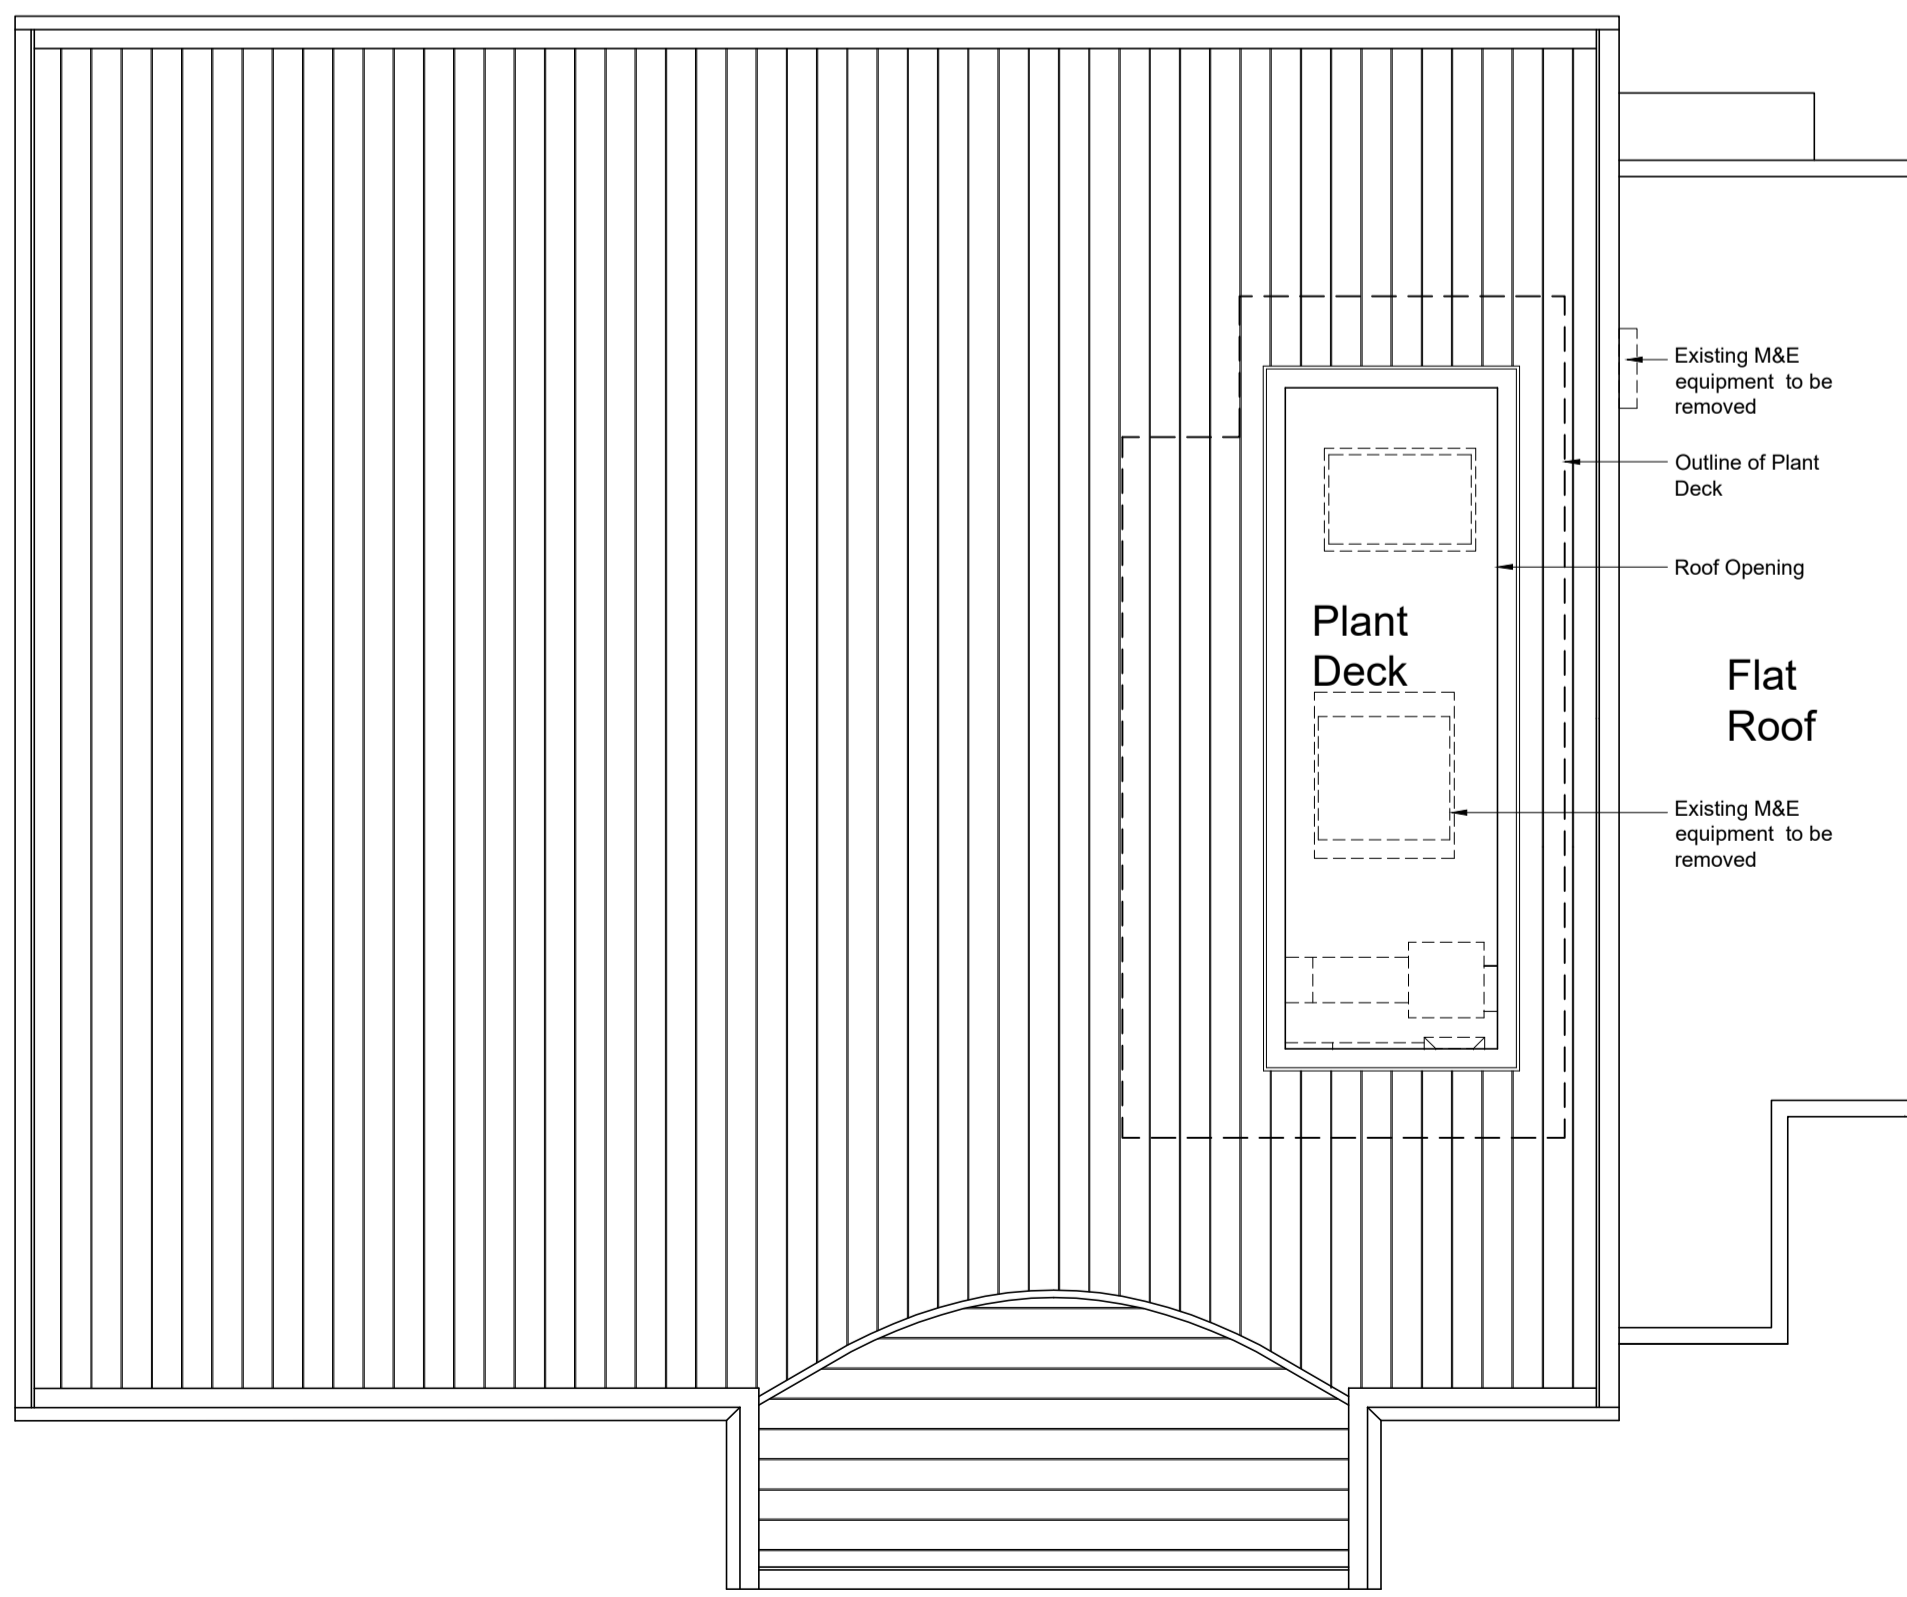 Existing M&E
equipment  to be
removed
Outline of Plant
Deck
Roof Opening
Plant
Deck
Flat
Roof
Existing M&E
equipment  to be
removed